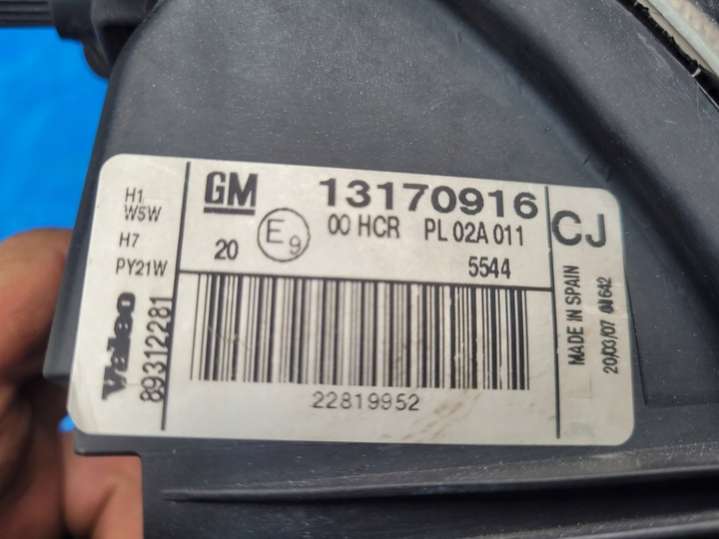 H1
W5W
H7
PY21W
Valeo
89312281
GM 13170916
E9 00 HCR PL 02A 011
20 5544
22819952
CJ
MADE IN SPAIN
20/03/07
642